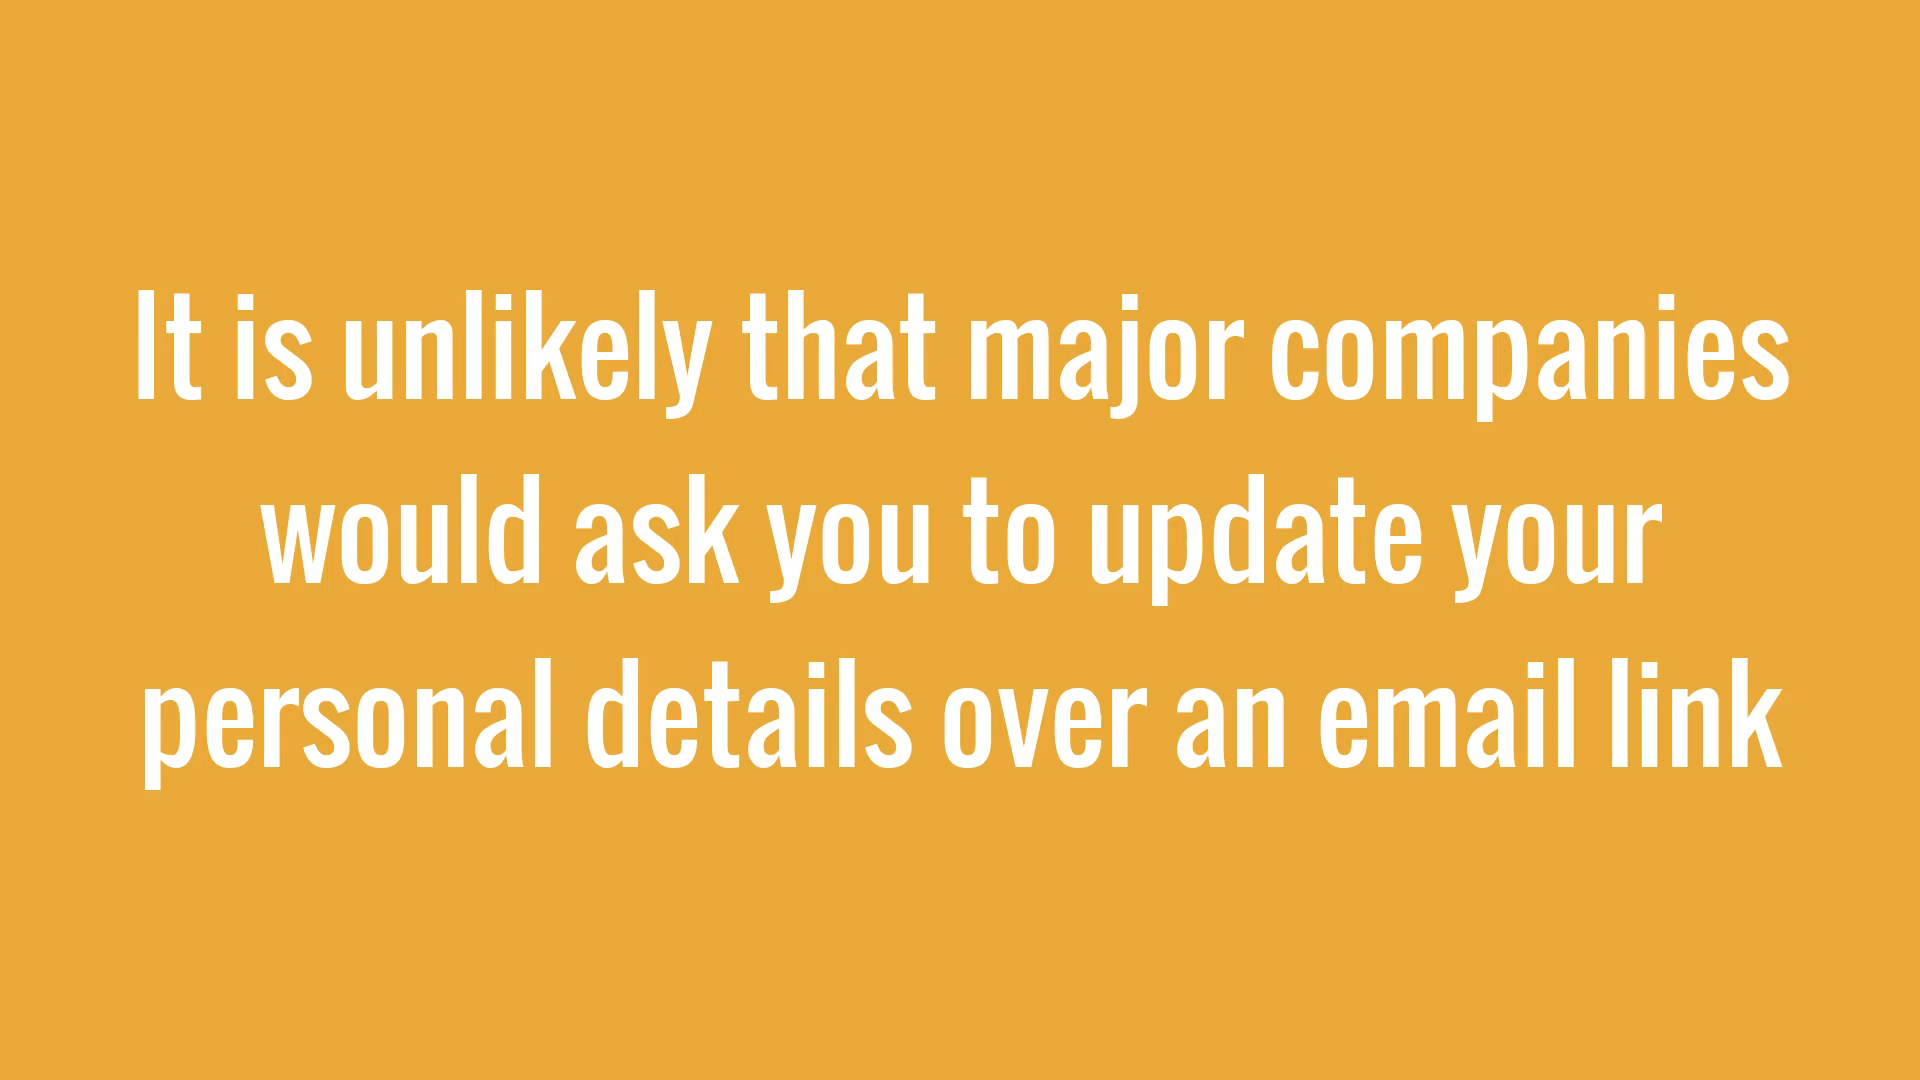 It is unlikely that major companies
would ask you to update your
personal details over an email link